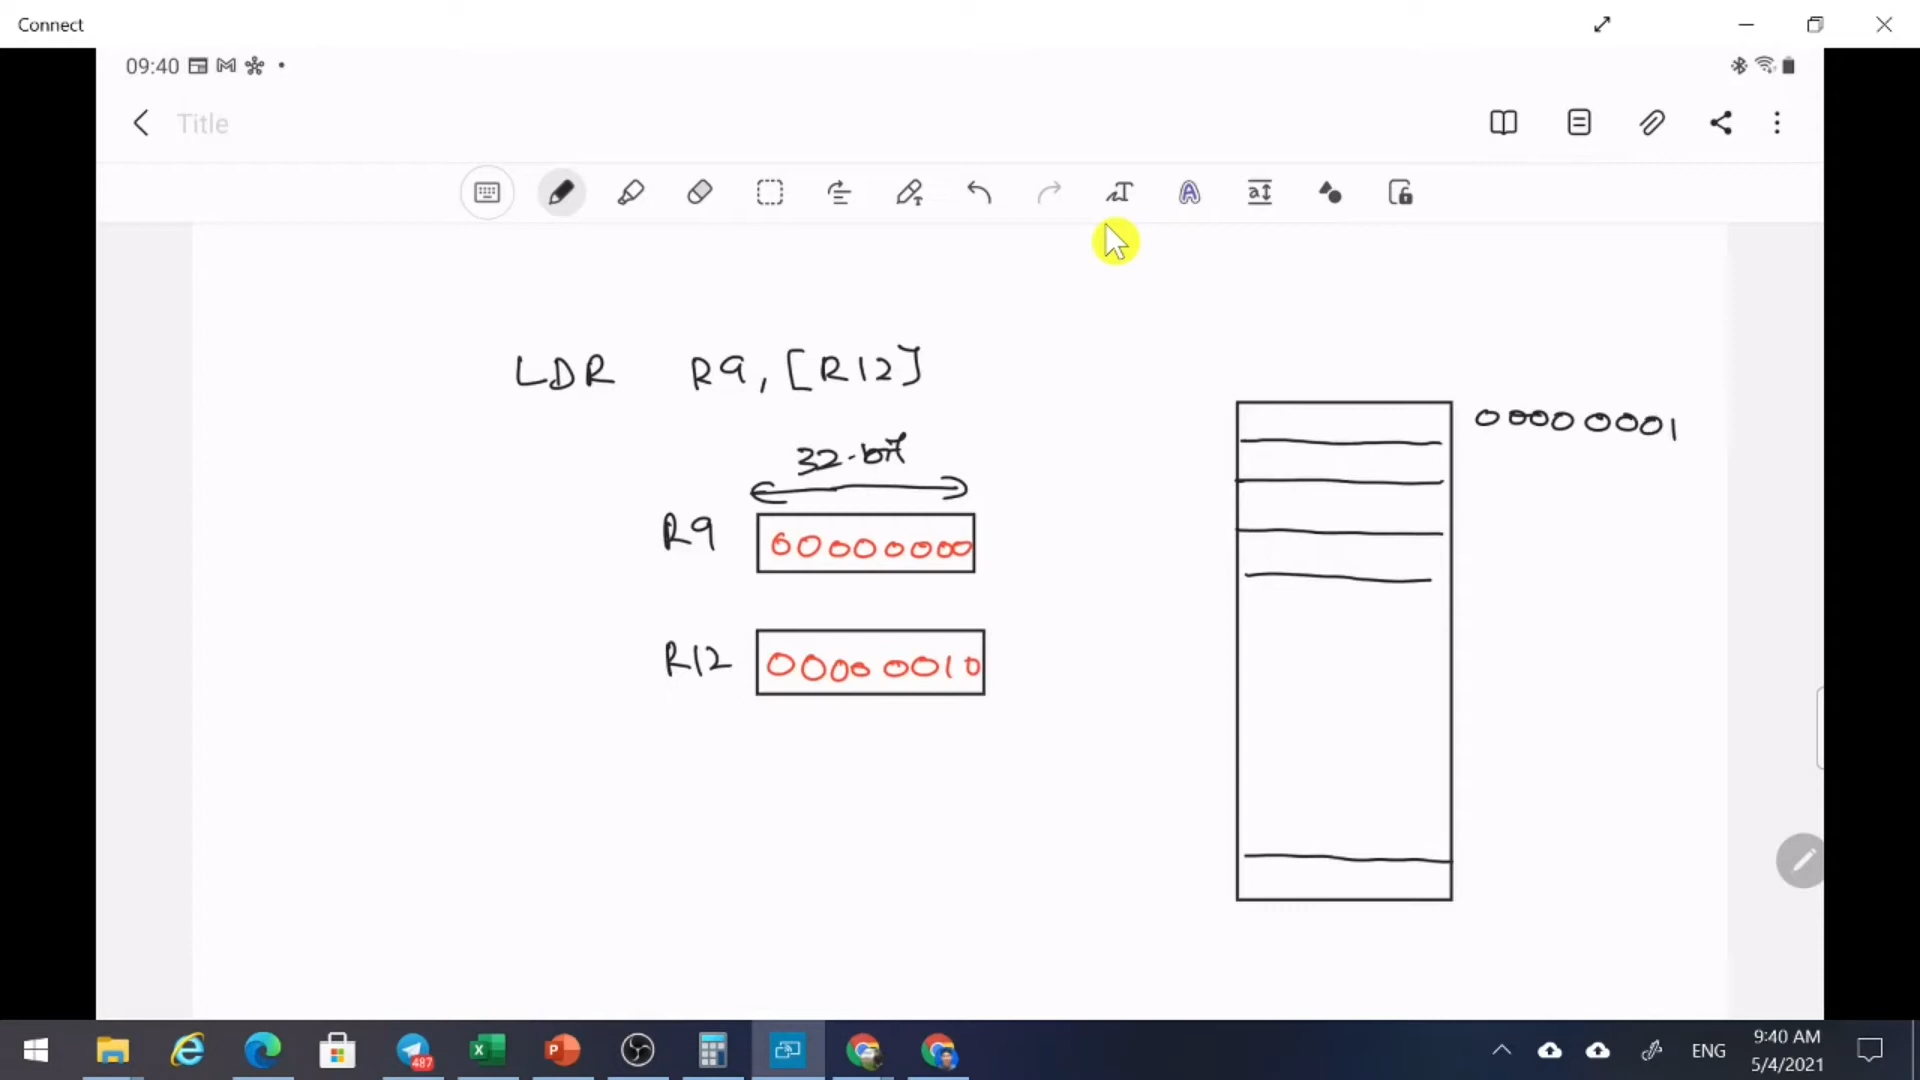 Connect
09:40
Title
LDR R9, [R12]
32-bit
00000001
R9 00000000
R12 00000010
487
ENG
9:40 AM
5/4/2021